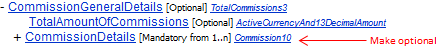 - CommissionGeneralDetails [Optional] TotalCommissions3
TotalAmountOfCommissions [Optional] ActiveCurrencyAnd13DecimalAmount
+ CommissionDetails [Mandatory from 1..n] Commission10 Make optional